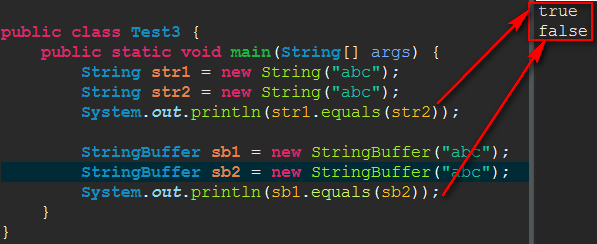 public class Test3 {
public static void main(String[] args) {
String str1 = new String("abc");
String str2 = new String("abc");
System.out.println(str1.equals(str2));
StringBuffer sb1 = new StringBuffer("abc");
StringBuffer sb2 = new StringBuffer("abc");
System.out.println(sb1.equals(sb2));
}
}
true
false